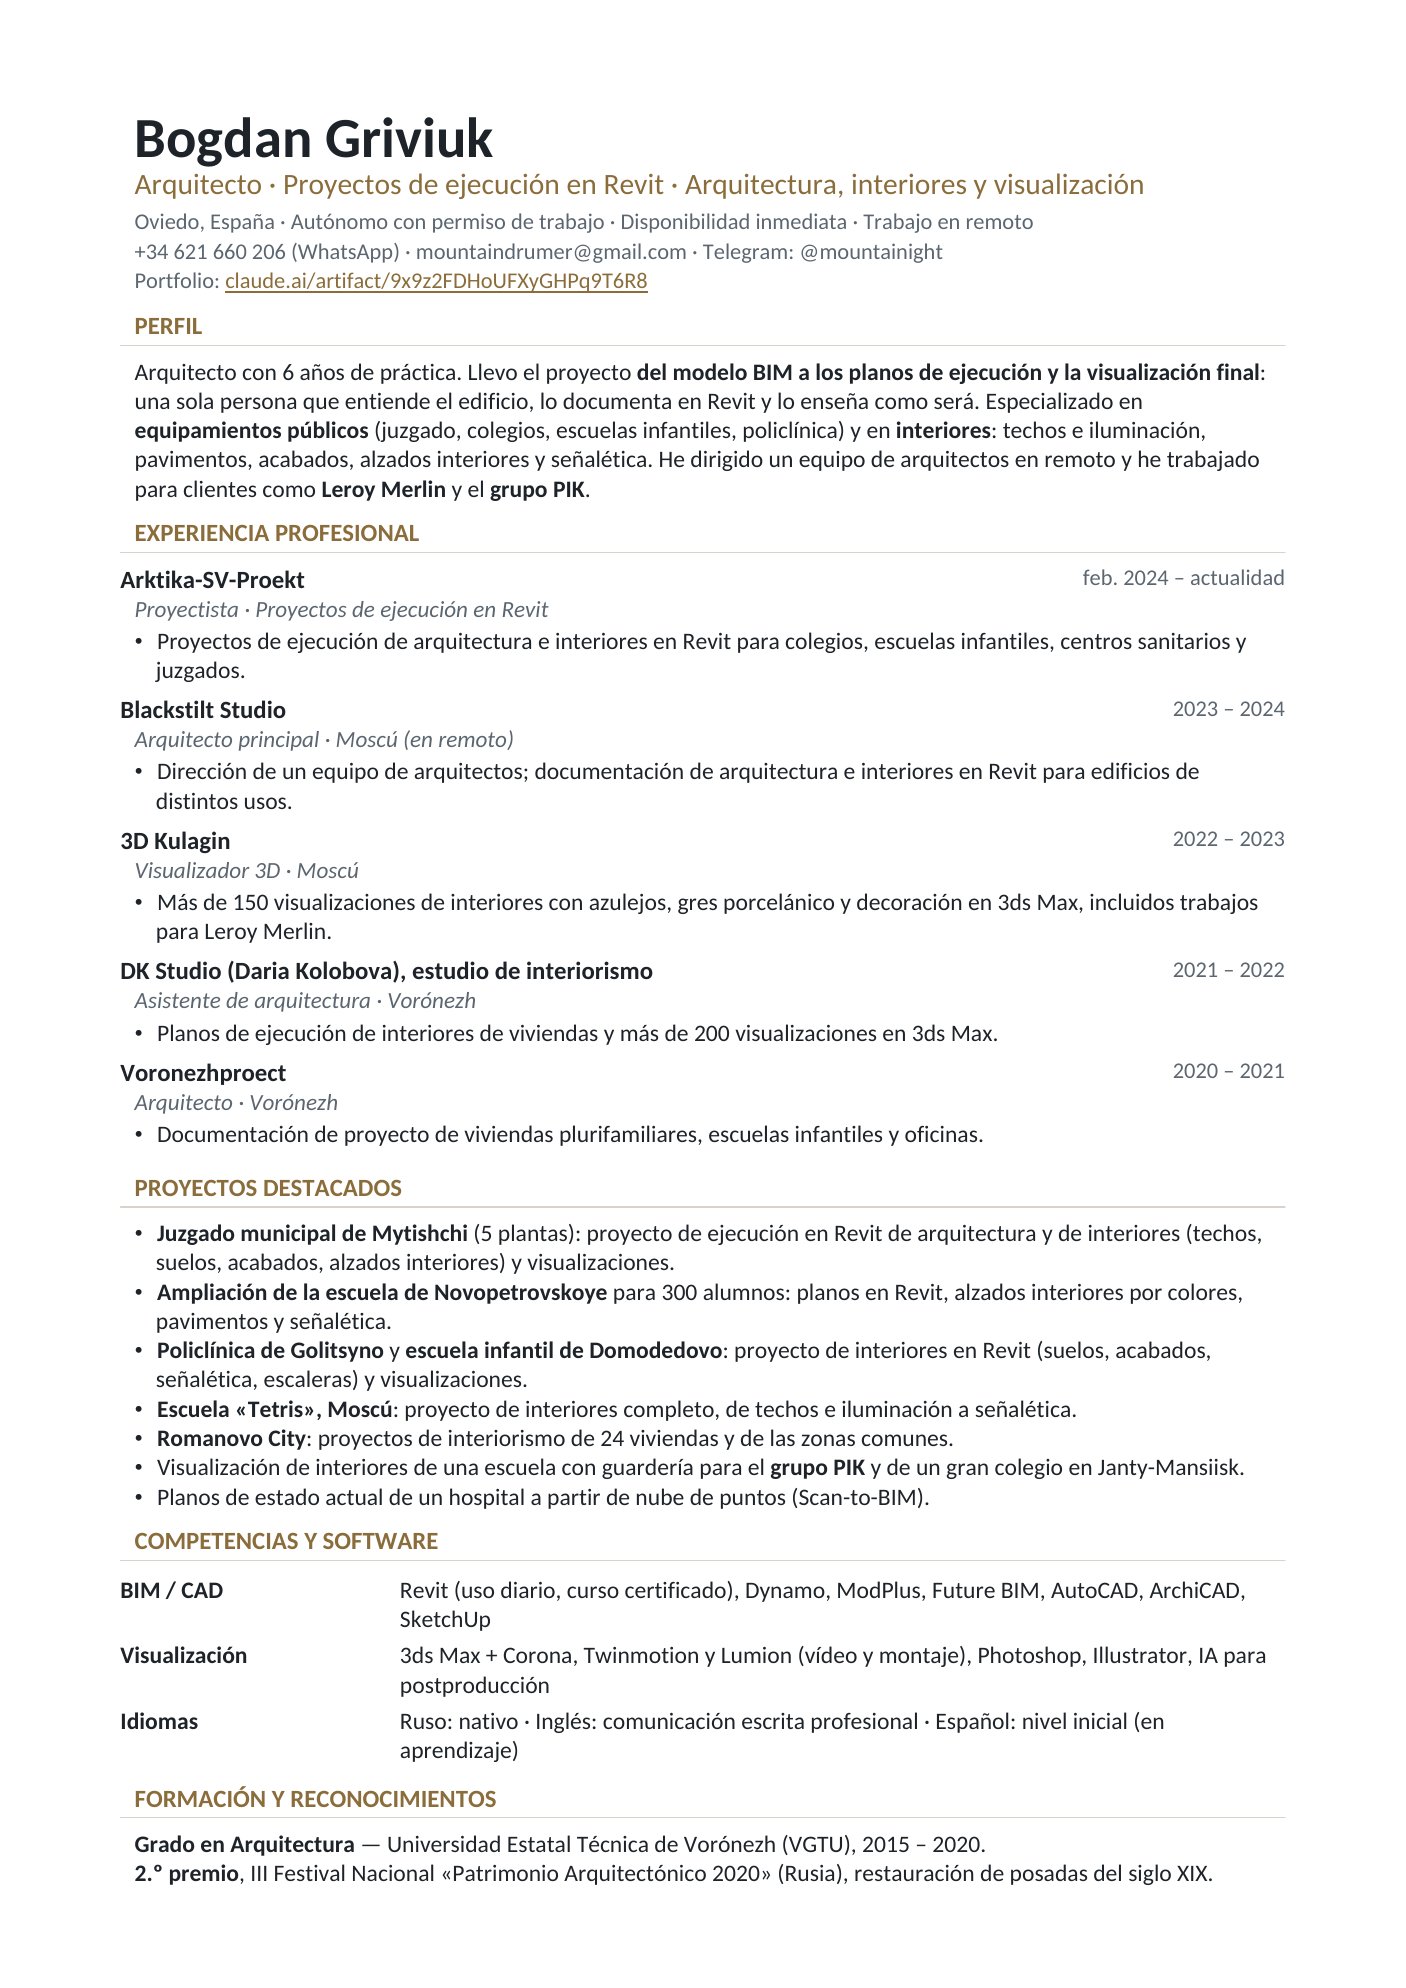 Bogdan Griviuk
Arquitecto · Proyectos de ejecución en Revit · Arquitectura, interiores y visualización
Oviedo, España · Autónomo con permiso de trabajo · Disponibilidad inmediata · Trabajo en remoto
+34 621 660 206 (WhatsApp) · mountaindrumer@gmail.com · Telegram: @mountainight
Portfolio: claude.ai/artifact/9x9z2FDHoUFXyGHPq9T6R8
PERFIL
Arquitecto con 6 años de práctica. Llevo el proyecto del modelo BIM a los planos de ejecución y la visualización final:
una sola persona que entiende el edificio, lo documenta en Revit y lo enseña como será. Especializado en
equipamientos públicos (juzgado, colegios, escuelas infantiles, policlínica) y en interiores: techos e iluminación,
pavimentos, acabados, alzados interiores y señalética. He dirigido un equipo de arquitectos en remoto y he trabajado
para clientes como Leroy Merlin y el grupo PIK.
EXPERIENCIA PROFESIONAL
Arktika-SV-Proekt feb. 2024 – actualidad
Proyectista · Proyectos de ejecución en Revit
• Proyectos de ejecución de arquitectura e interiores en Revit para colegios, escuelas infantiles, centros sanitarios y
juzgados.
Blackstilt Studio 2023 – 2024
Arquitecto principal · Moscú (en remoto)
• Dirección de un equipo de arquitectos; documentación de arquitectura e interiores en Revit para edificios de
distintos usos.
3D Kulagin 2022 – 2023
Visualizador 3D · Moscú
• Más de 150 visualizaciones de interiores con azulejos, gres porcelánico y decoración en 3ds Max, incluidos trabajos
para Leroy Merlin.
DK Studio (Daria Kolobova), estudio de interiorismo 2021 – 2022
Asistente de arquitectura · Vorónezh
• Planos de ejecución de interiores de viviendas y más de 200 visualizaciones en 3ds Max.
Voronezhproect 2020 – 2021
Arquitecto · Vorónezh
• Documentación de proyecto de viviendas plurifamiliares, escuelas infantiles y oficinas.
PROYECTOS DESTACADOS
• Juzgado municipal de Mytishchi (5 plantas): proyecto de ejecución en Revit de arquitectura y de interiores (techos,
suelos, acabados, alzados interiores) y visualizaciones.
• Ampliación de la escuela de Novopetrovskoye para 300 alumnos: planos en Revit, alzados interiores por colores,
pavimentos y señalética.
• Policlínica de Golitsyno y escuela infantil de Domodedovo: proyecto de interiores en Revit (suelos, acabados,
señalética, escaleras) y visualizaciones.
• Escuela «Tetris», Moscú: proyecto de interiores completo, de techos e iluminación a señalética.
• Romanovo City: proyectos de interiorismo de 24 viviendas y de las zonas comunes.
• Visualización de interiores de una escuela con guardería para el grupo PIK y de un gran colegio en Janty-Mansiisk.
• Planos de estado actual de un hospital a partir de nube de puntos (Scan-to-BIM).
COMPETENCIAS Y SOFTWARE
BIM / CAD Revit (uso diario, curso certificado), Dynamo, ModPlus, Future BIM, AutoCAD, ArchiCAD,
SketchUp
Visualización 3ds Max + Corona, Twinmotion y Lumion (vídeo y montaje), Photoshop, Illustrator, IA para
postproducción
Idiomas Ruso: nativo · Inglés: comunicación escrita profesional · Español: nivel inicial (en
aprendizaje)
FORMACIÓN Y RECONOCIMIENTOS
Grado en Arquitectura — Universidad Estatal Técnica de Vorónezh (VGTU), 2015 – 2020.
2.º premio, III Festival Nacional «Patrimonio Arquitectónico 2020» (Rusia), restauración de posadas del siglo XIX.